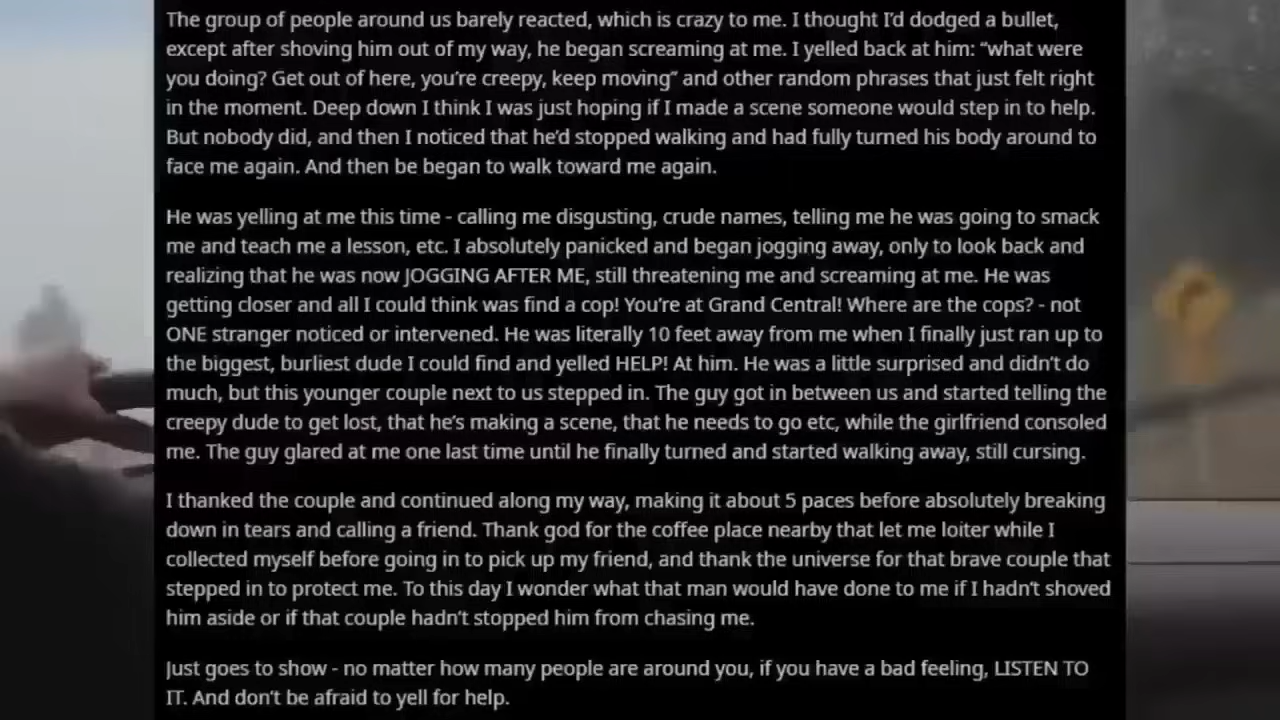 The group of people around us barely reacted, which is crazy to me. I thought I'd dodged a bullet,
except after shoving him out of my way, he began screaming at me. I yelled back at him: “what were
you doing? Get out of here, you're creepy, keep moving” and other random phrases that just felt right
in the moment. Deep down I think I was just hoping if I made a scene someone would step in to help.
But nobody did, and then I noticed that he'd stopped walking and had fully turned his body around to
face me again. And then be began to walk toward me again.
He was yelling at me this time - calling me disgusting, crude names, telling me he was going to smack
me and teach me a lesson, etc. I absolutely panicked and began jogging away, only to look back and
realizing that he was now JOGGING AFTER ME, still threatening me and screaming at me. He was
getting closer and all I could think was find a cop! You're at Grand Central! Where are the cops? - not
ONE stranger noticed or intervened. He was literally 10 feet away from me when I finally just ran up to
the biggest, burliest dude I could find and yelled HELP! At him. He was a little surprised and didn't do
much, but this younger couple next to us stepped in. The guy got in between us and started telling the
creepy dude to get lost, that he's making a scene, that he needs to go etc, while the girlfriend consoled
me. The guy glared at me one last time until he finally turned and started walking away, still cursing.
I thanked the couple and continued along my way, making it about 5 paces before absolutely breaking
down in tears and calling a friend. Thank god for the coffee place nearby that let me loiter while I
collected myself before going in to pick up my friend, and thank the universe for that brave couple that
stepped in to protect me. To this day I wonder what that man would have done to me if I hadn't shoved
him aside or if that couple hadn't stopped him from chasing me.
Just goes to show - no matter how many people are around you, if you have a bad feeling, LISTEN TO
IT. And don't be afraid to yell for help.